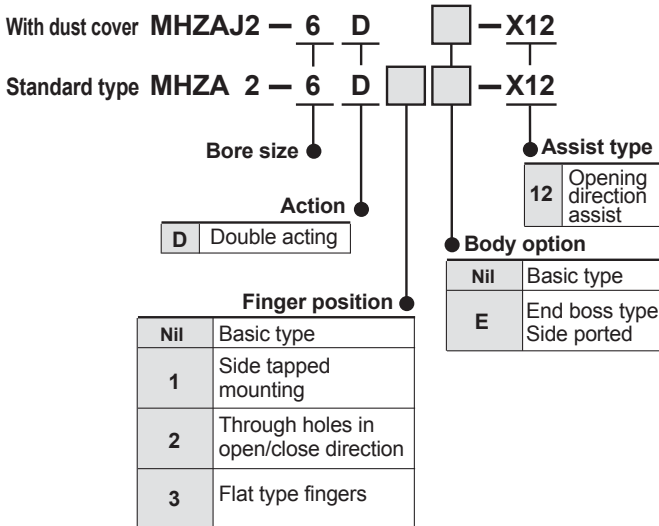 With dust cover MHZAJ2 — 6 D — X12
Standard type MHZA 2 — 6 D — X12
Bore size
Assist type
12 Opening
direction
assist
Action
D Double acting
Body option
Nil Basic type
E End boss type
Side ported
Finger position
Nil Basic type
1 Side tapped
mounting
2 Through holes in
open/close direction
3 Flat type fingers